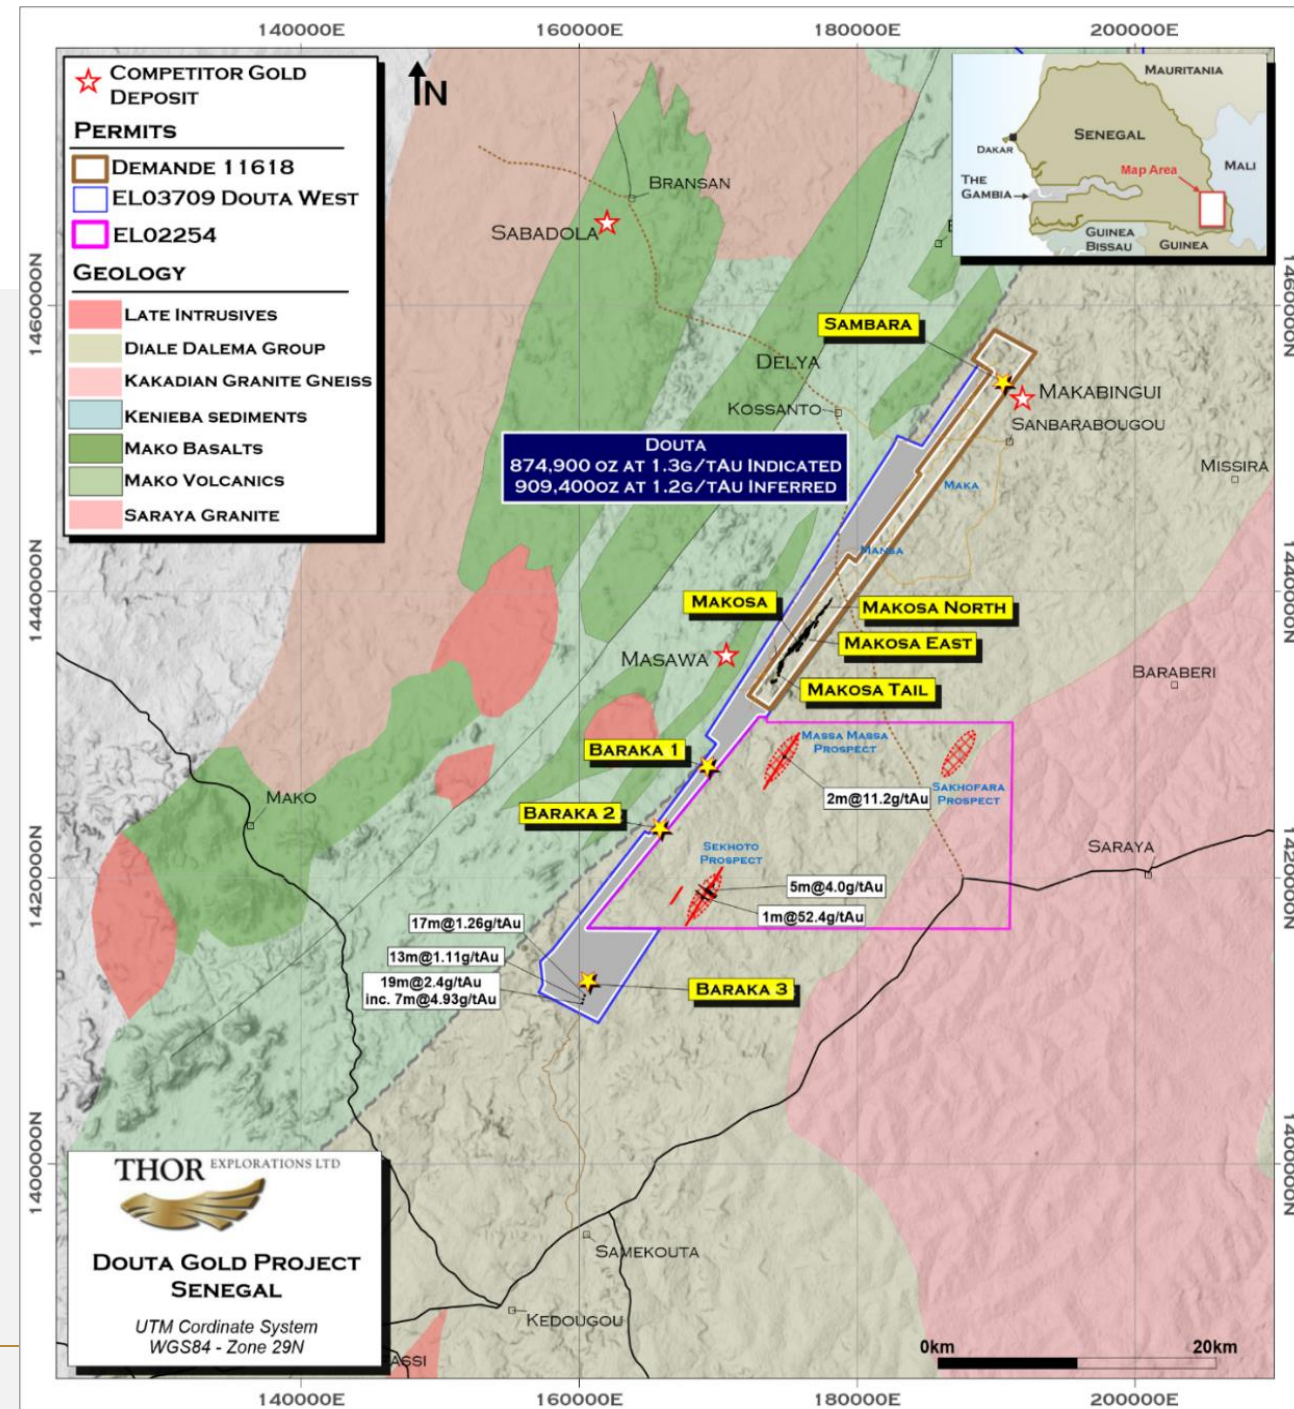 140000E 160000E 180000E 200000E
COMPETITOR GOLD
DEPOSIT
PERMITS
DEMANDE 11618
EL03709 DOUTA WEST
EL02254
GEOLOGY
LATE INTRUSIVES
DIALE DALEMA GROUP
KAKADIAN GRANITE GNEISS
KENIEBA SEDIMENTS
MAKO BASALTS
MAKO VOLCANICS
SARAYA GRANITE
N
MAURITANIA
SENEGAL
DAKAR
MALI
Map Area
THE
GAMBIA
GUINEA
BISSAU
GUINEA
BRANSAN
SABADOLA
1460000N
1460000N
SAMBARA
DELYA
MAKABINGUI
KOSSANTO
SANBARABOUGOU
DOUTA
874,900 OZ AT 1.3G/TAU INDICATED
909,400OZ AT 1.2G/TAU INFERRED
MISSIRA
MAKA
MANSA
1440000N
1440000N
MAKOSA
MAKOSA NORTH
MAKOSA EAST
MASAWA
MAKOSA TAIL
BARABERI
BARAKA 1
MASSA MASSA
PROSPECT
2m@11.2g/tAu
SAKHOFARA
PROSPECT
MAKO
BARAKA 2
SEKHOTO
PROSPECT
SARAYA
1420000N
1420000N
5m@4.0g/tAu
1m@52.4g/tAu
17m@1.26g/tAu
13m@1.11g/tAu
19m@2.4g/tAu
inc. 7m@4.93g/tAu
BARAKA 3
1400000N
1400000N
THOR EXPLORATIONS LTD
DOUTA GOLD PROJECT
SENEGAL
UTM Cordinate System
WGS84 - Zone 29N
SAMEKOUTA
KEDOUGOU
ASSI
0km 20km
140000E 160000E 180000E 200000E